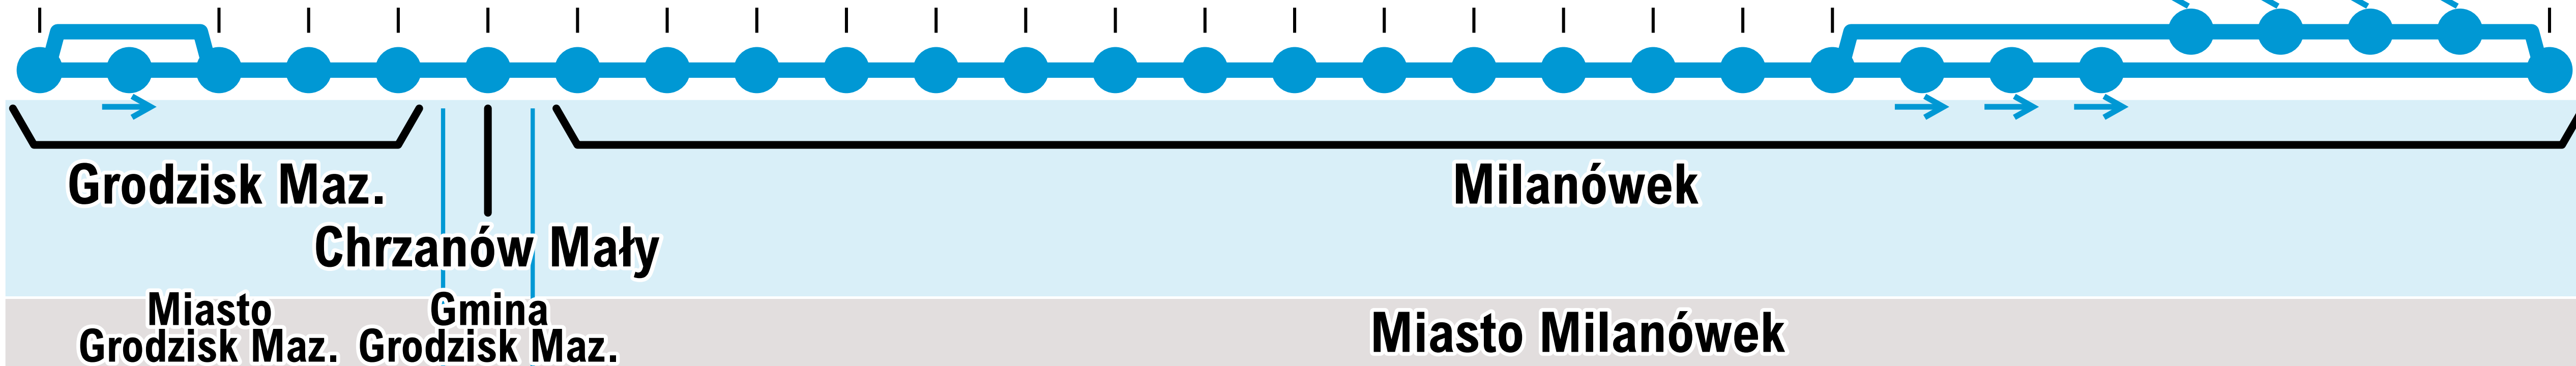 Grodzisk Maz.
Milanówek
Chrzanów Mały
Miasto
Grodzisk Maz.
Gmina
Grodzisk Maz.
Miasto Milanówek